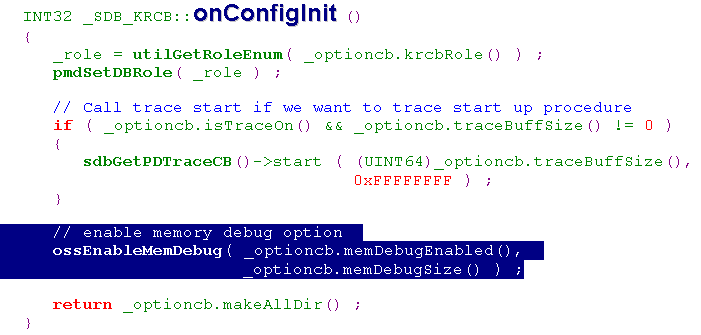 INT32 _SDB_KRCB::onConfigInit ()
{
_role = utilGetRoleEnum( _optioncb.krcbRole() ) ;
pmdSetDBRole( _role ) ;
// Call trace start if we want to trace start up procedure
if ( _optioncb.isTraceOn() && _optioncb.traceBuffSize() != 0 )
{
sdbGetPDTraceCB()->start ( (UINT64)_optioncb.traceBuffSize(),
0xFFFFFFFF ) ;
}
// enable memory debug option
ossEnableMemDebug( _optioncb.memDebugEnabled(),
_optioncb.memDebugSize() ) ;
return _optioncb.makeAllDir() ;
}